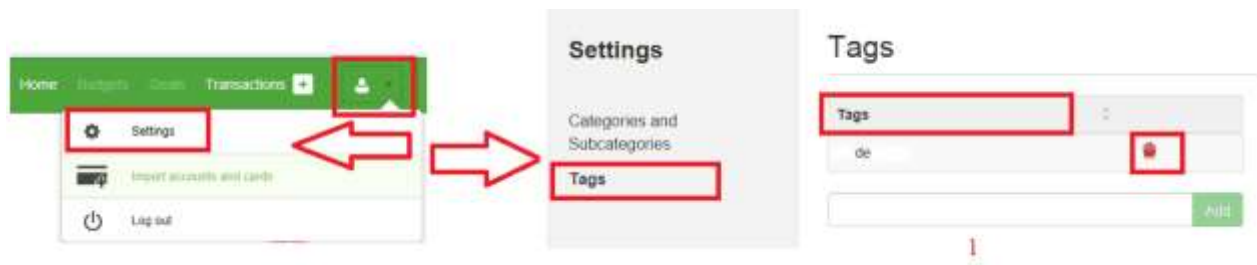 Home Budgets Goals Transactions +
Settings
Import accounts and cards
Log out
Settings
Categories and
Subcategories
Tags
Tags
Tags
de
Add
1